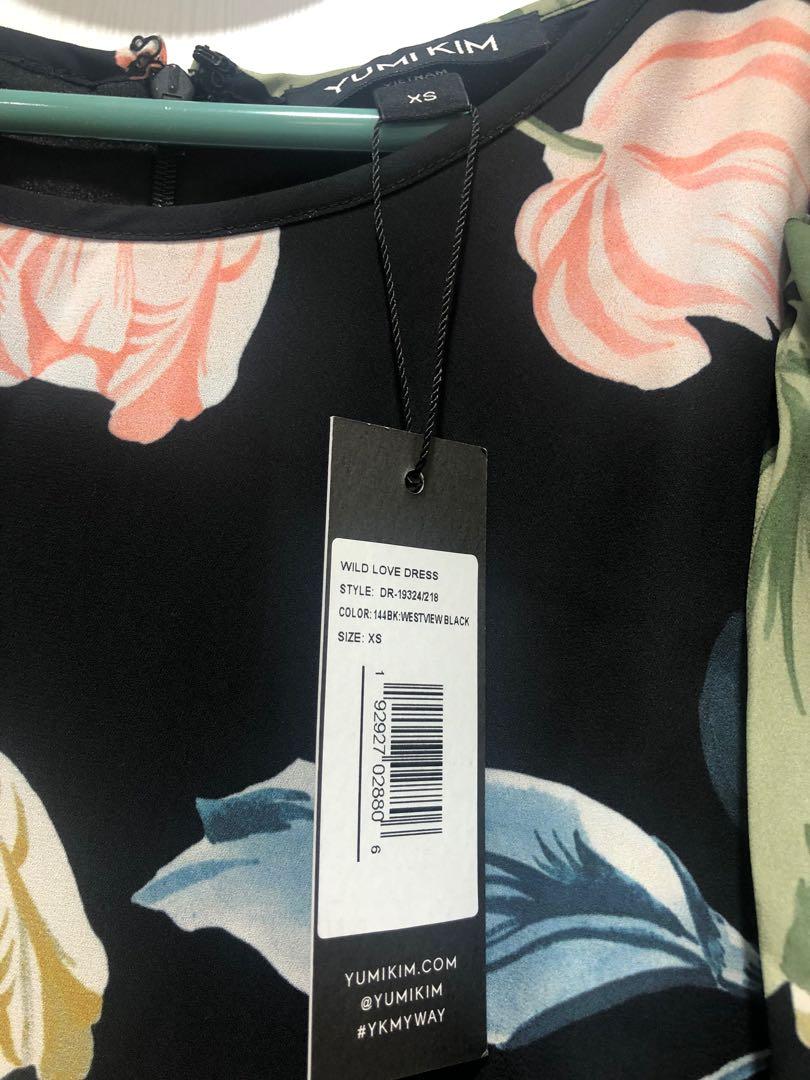 YUMI KIM
VIETNAM
XS
WILD LOVE DRESS
STYLE: DR-19324/218
COLOR: 144BK:WESTVIEW BLACK
SIZE: XS
1 92927 02880 6
YUMIKIM.COM
@YUMIKIM
#YKMYWAY